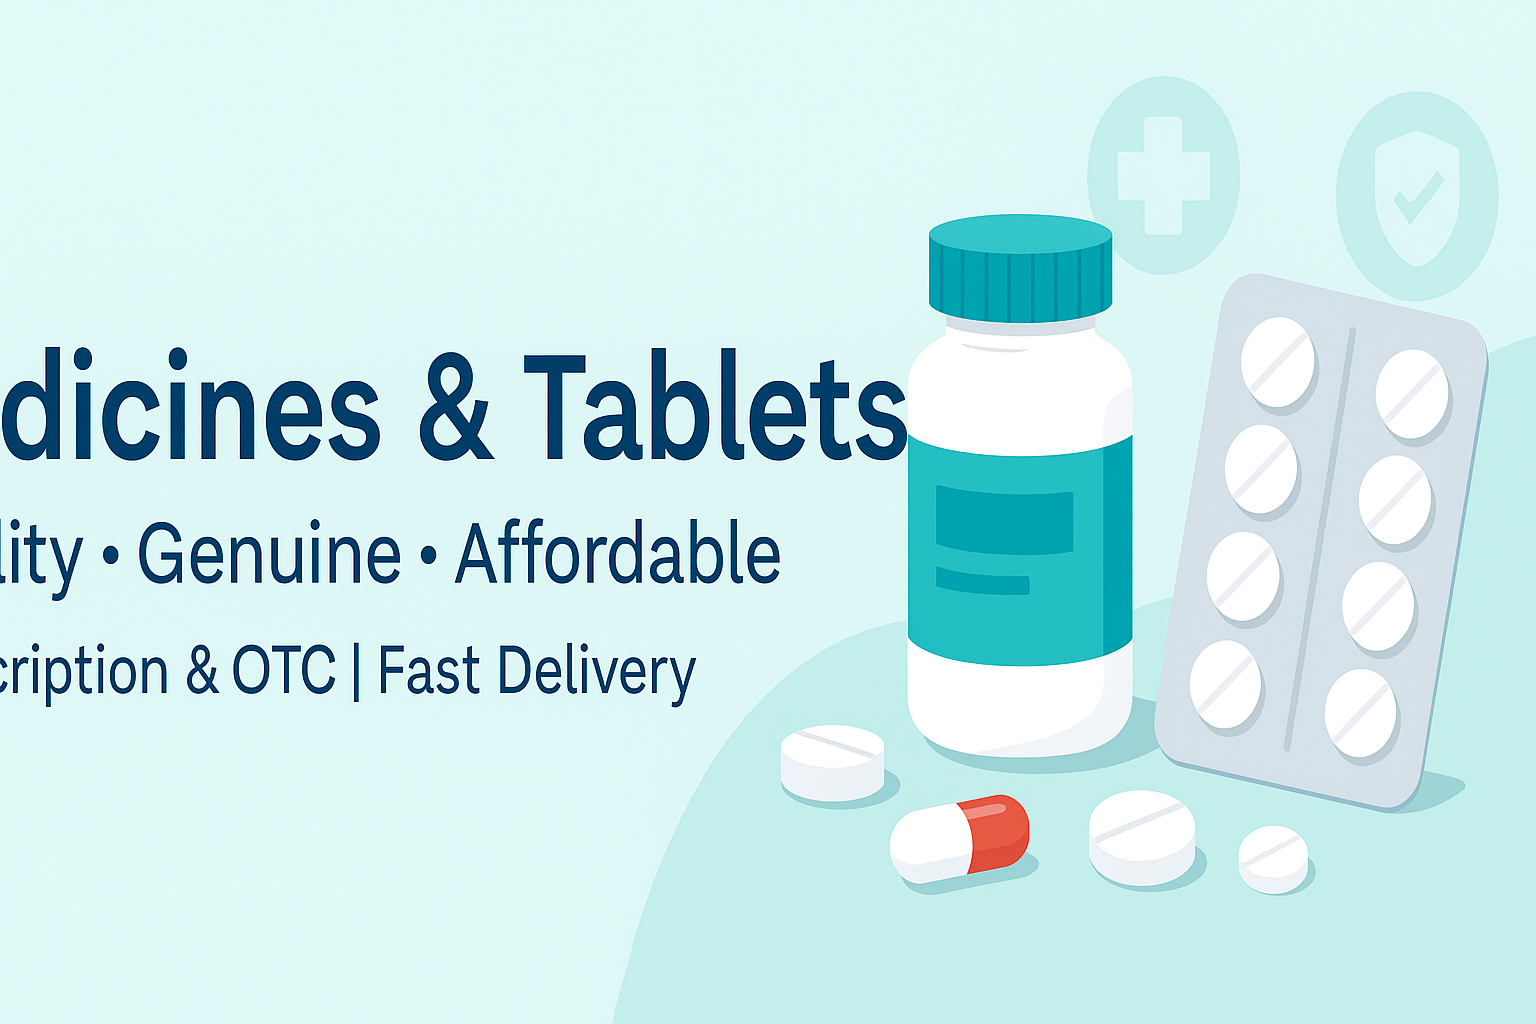 dicines & Tablets
lity • Genuine • Affordable
cription & OTC | Fast Delivery